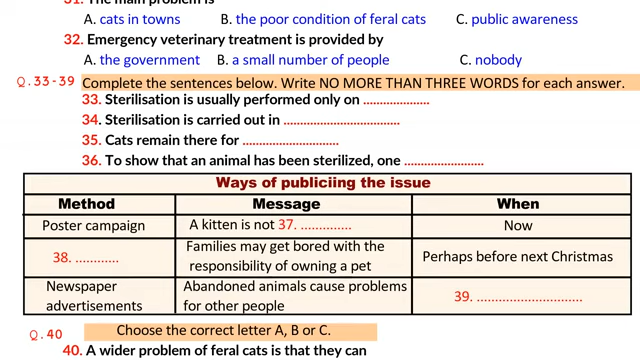 31. The main problem is
A. cats in towns B. the poor condition of feral cats C. public awareness
32. Emergency veterinary treatment is provided by
A. the government B. a small number of people C. nobody
Q.33-39 Complete the sentences below. Write NO MORE THAN THREE WORDS for each answer.
33. Sterilisation is usually performed only on ....................
34. Sterilisation is carried out in ...................................
35. Cats remain there for .............................
36. To show that an animal has been sterilized, one ........................
Ways of publiciing the issue
Method Message When
Poster campaign A kitten is not 37. .............. Now
38. ............ Families may get bored with the responsibility of owning a pet Perhaps before next Christmas
Newspaper advertisements Abandoned animals cause problems for other people 39. .............................
Q.40 Choose the correct letter A, B or C.
40. A wider problem of feral cats is that they can